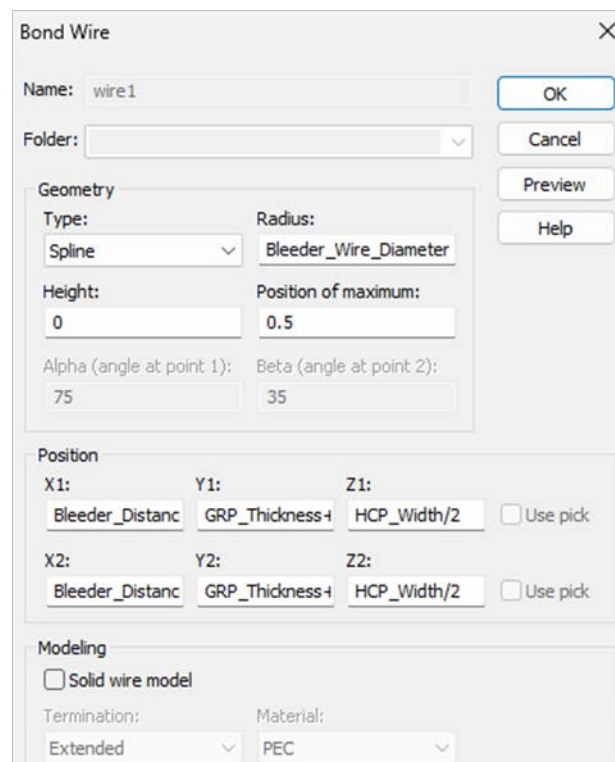 Bond Wire
Name: wire1
OK
Folder:
Cancel
Geometry
Preview
Type: Radius:
Help
Spline Bleeder_Wire_Diameter
Height: Position of maximum:
0 0.5
Alpha (angle at point 1): Beta (angle at point 2):
75 35
Position
X1: Y1: Z1:
Bleeder_Distanc GRP_Thickness+ HCP_Width/2 Use pick
X2: Y2: Z2:
Bleeder_Distanc GRP_Thickness+ HCP_Width/2 Use pick
Modeling
Solid wire model
Termination: Material:
Extended PEC